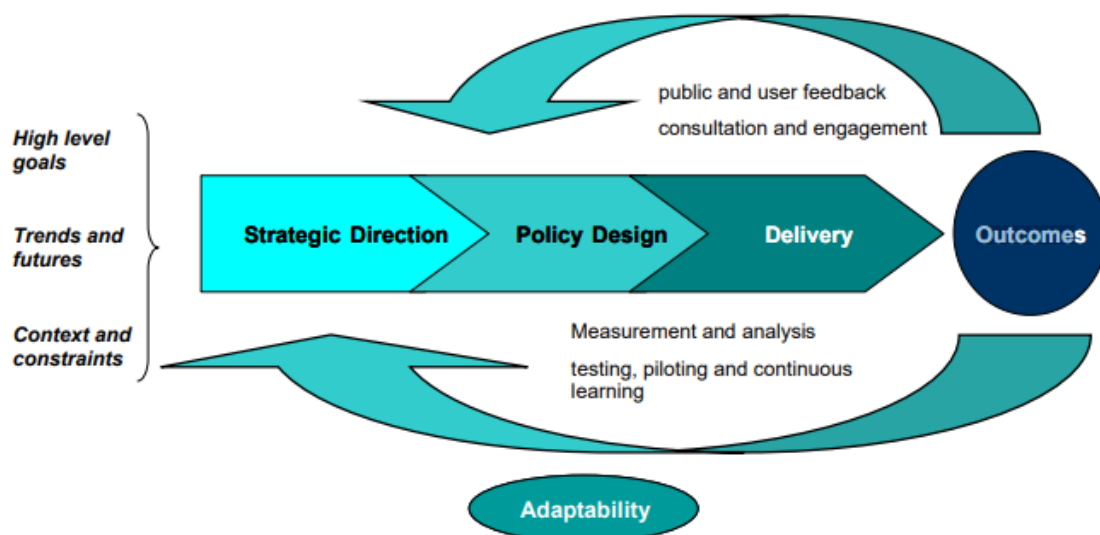 public and user feedback
consultation and engagement
High level
goals
Trends and
futures
Context and
constraints
Strategic Direction
Policy Design
Delivery
Outcomes
Measurement and analysis
testing, piloting and continuous
learning
Adaptability